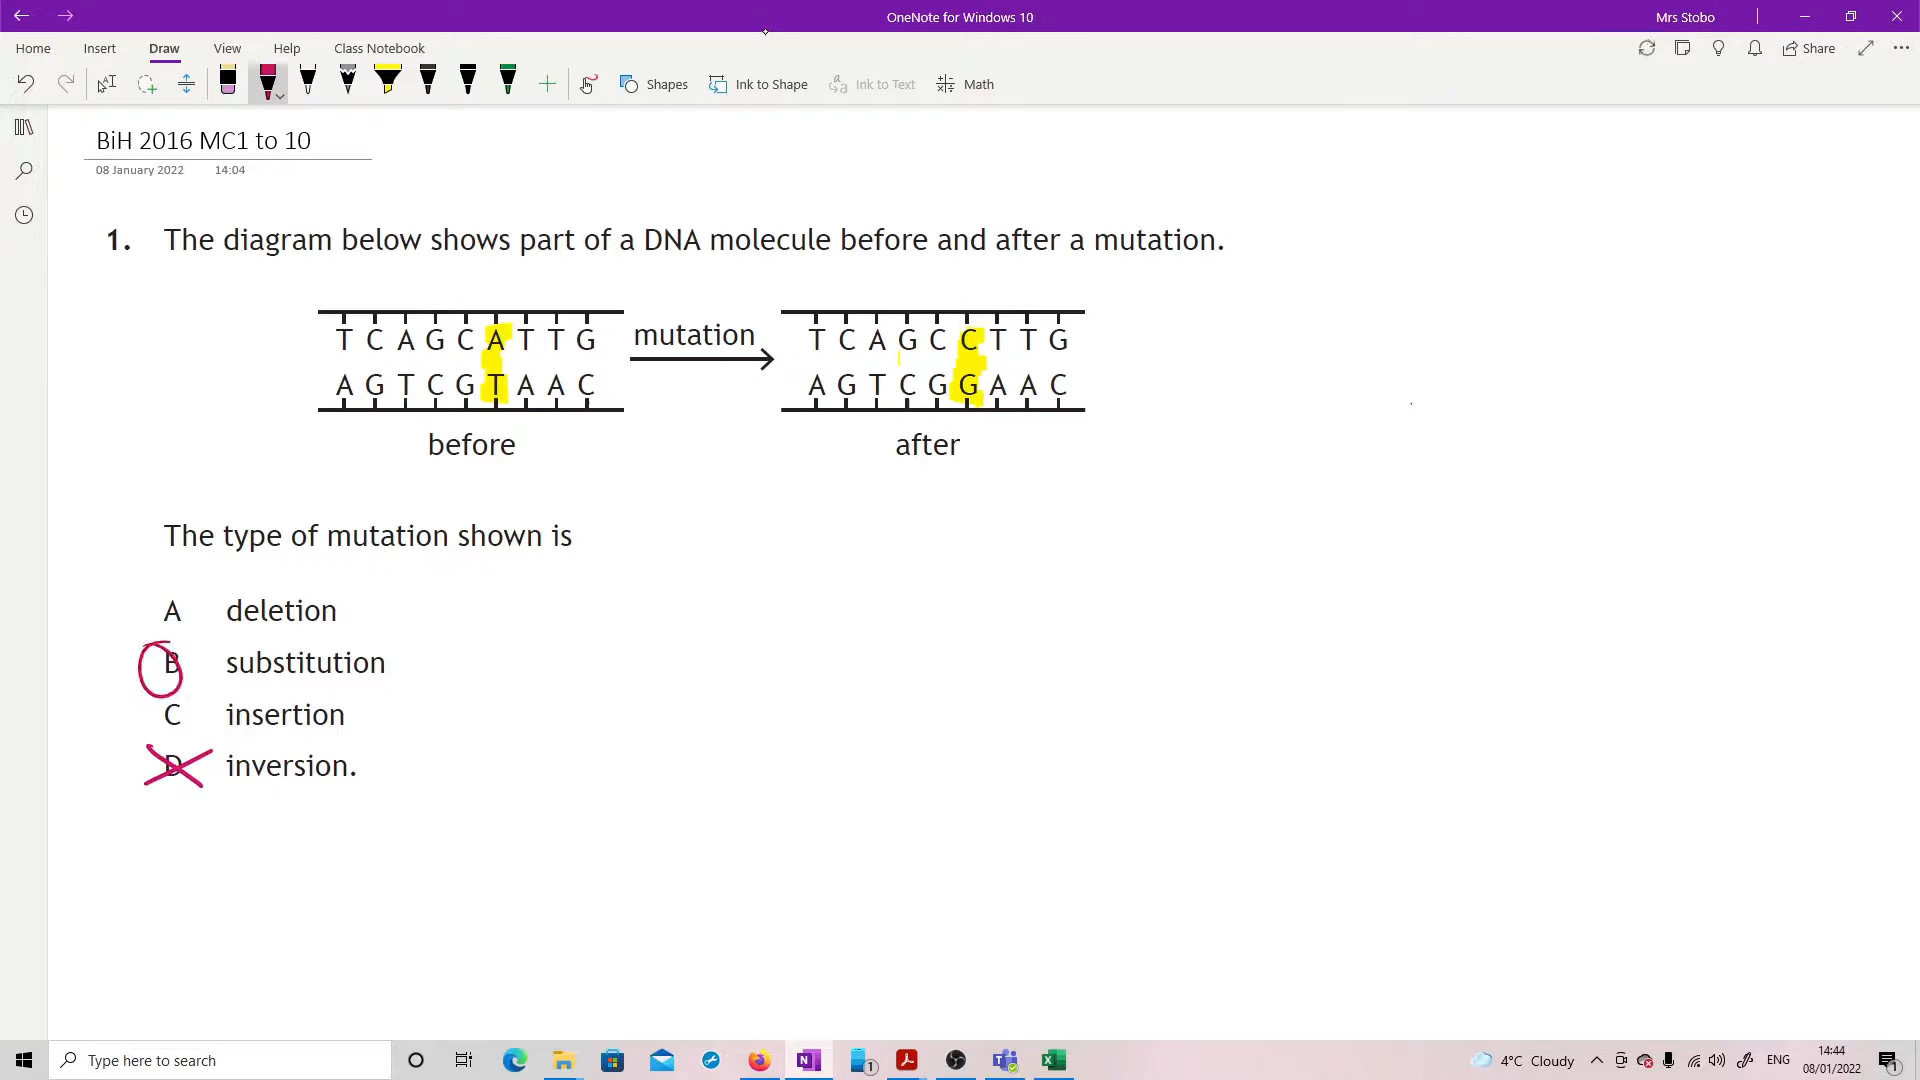 OneNote for Windows 10
Mrs Stobo
Home Insert Draw View Help Class Notebook
Share
Shapes Ink to Shape Ink to Text Math
BiH 2016 MC1 to 10
08 January 2022 14:04
1. The diagram below shows part of a DNA molecule before and after a mutation.
T C A G C A T T G mutation T C A G C C T T G
A G T C G T A A C A G T C G G A A C
before after
The type of mutation shown is
A deletion
B substitution
C insertion
D inversion.
Type here to search
4°C Cloudy
ENG
14:44
08/01/2022
1
1